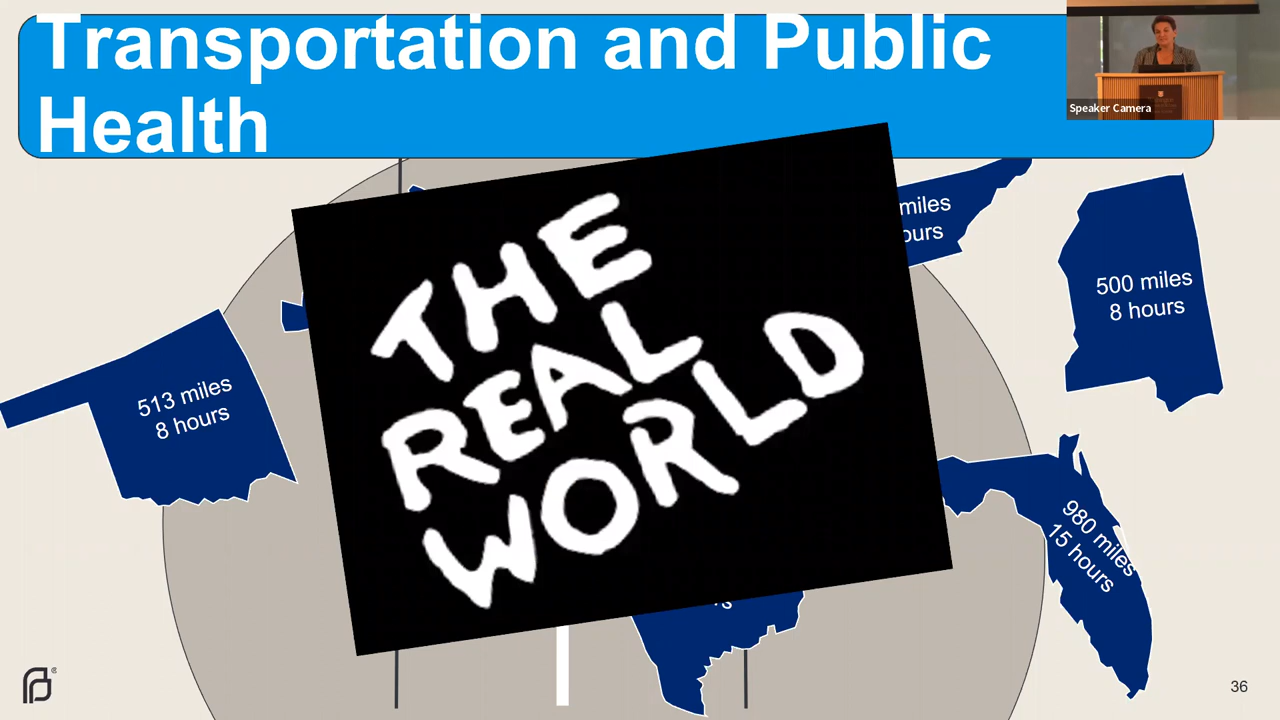 Transportation and Public
Health
Speaker Camera
miles
500 miles
8 hours
513 miles
8 hours
THE
REAL
WORLD
980 miles
15 hours
36